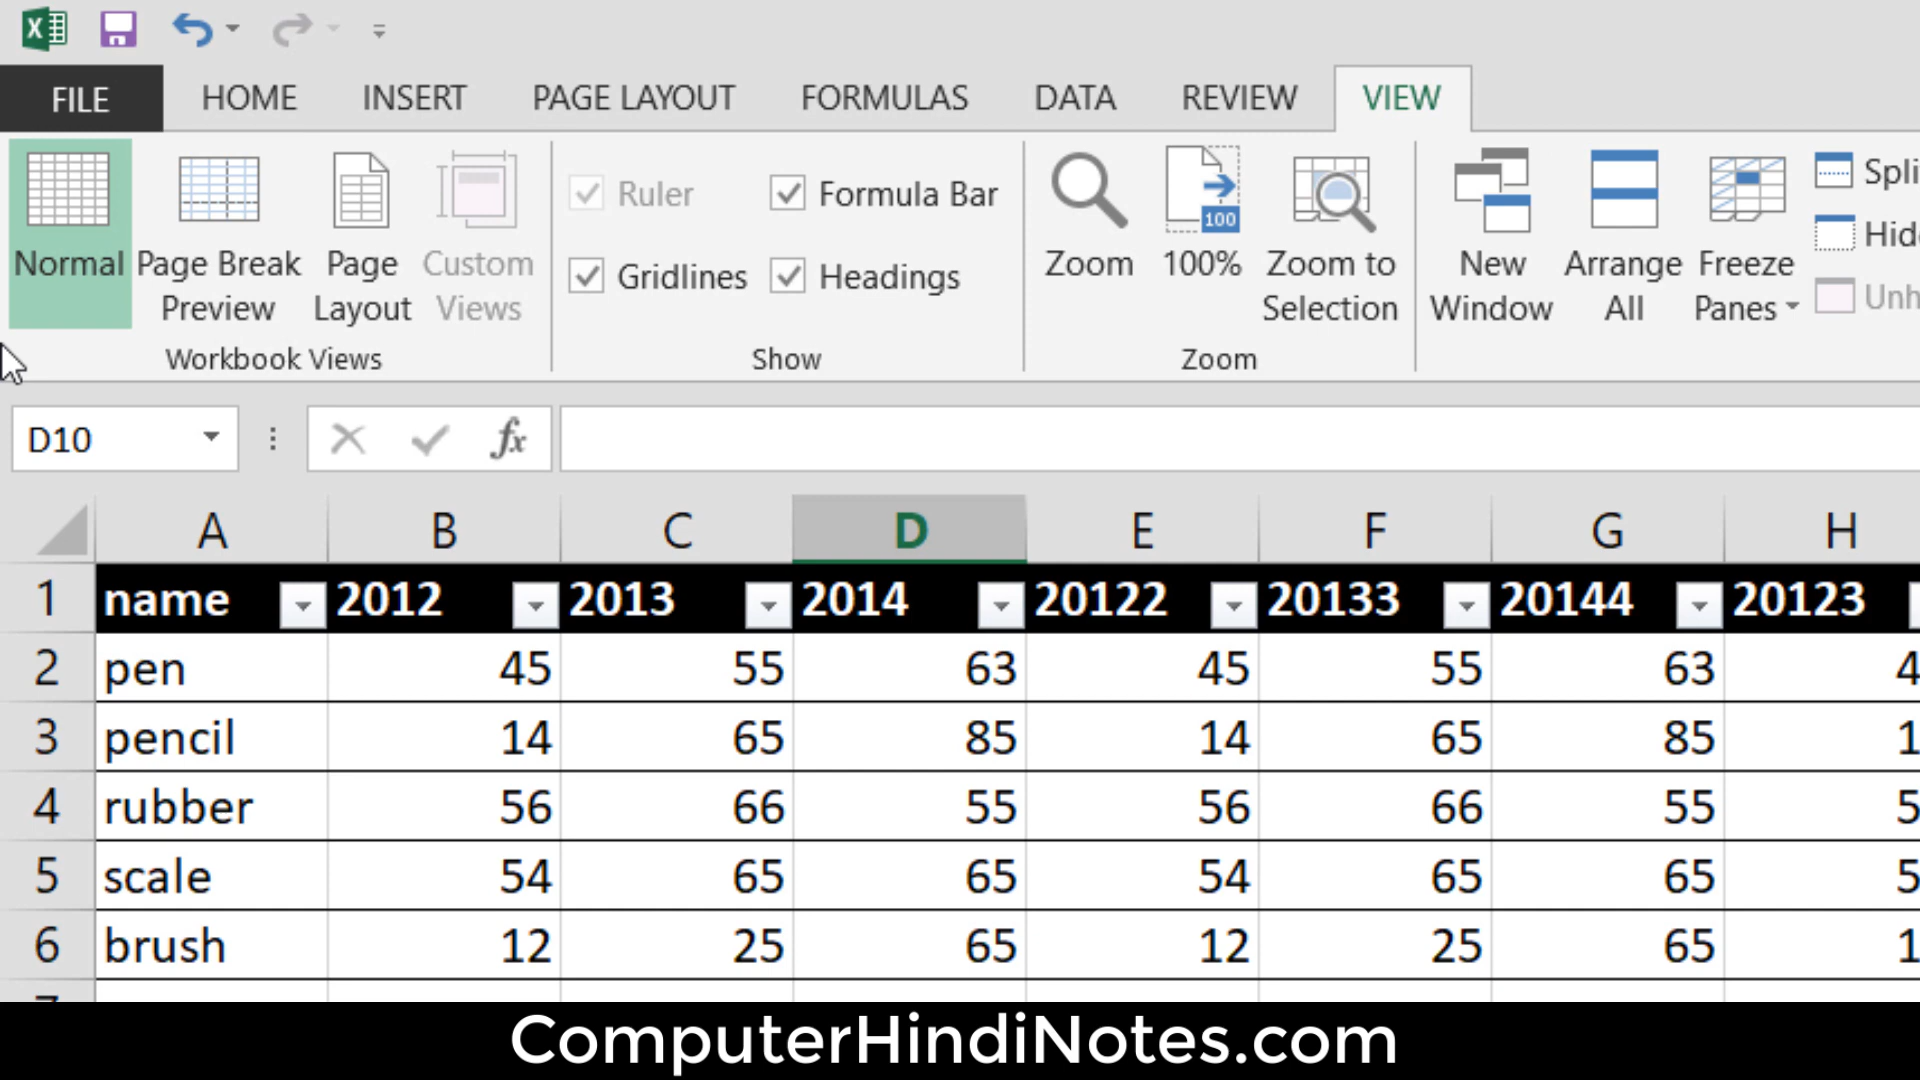 FILE HOME INSERT PAGE LAYOUT FORMULAS DATA REVIEW VIEW
Normal Page Break Preview Page Layout Custom Views
Workbook Views
Ruler Formula Bar
Gridlines Headings
Show
Zoom 100 100% Zoom to Selection
Zoom
New Window Arrange All Freeze Panes
Spli
Hid
Unh
D10 fx
A B C D E F G H
1 name 2012 2013 2014 20122 20133 20144 20123
2 pen 45 55 63 45 55 63 4
3 pencil 14 65 85 14 65 85 1
4 rubber 56 66 55 56 66 55 5
5 scale 54 65 65 54 65 65 5
6 brush 12 25 65 12 25 65 1
ComputerHindiNotes.com